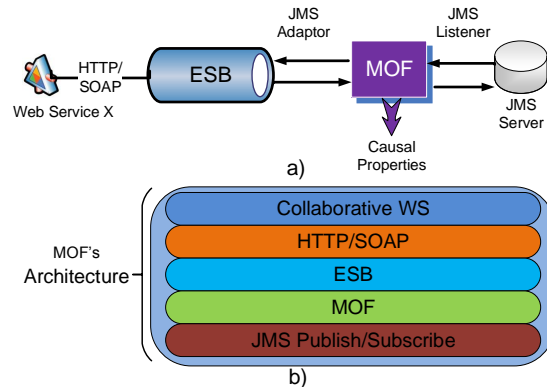 JMS
Adaptor
JMS
Listener
HTTP/
SOAP
ESB
MOF
Web Service X
JMS
Server
Causal
Properties
a)
MOF's
Architecture
Collaborative WS
HTTP/SOAP
ESB
MOF
JMS Publish/Subscribe
b)